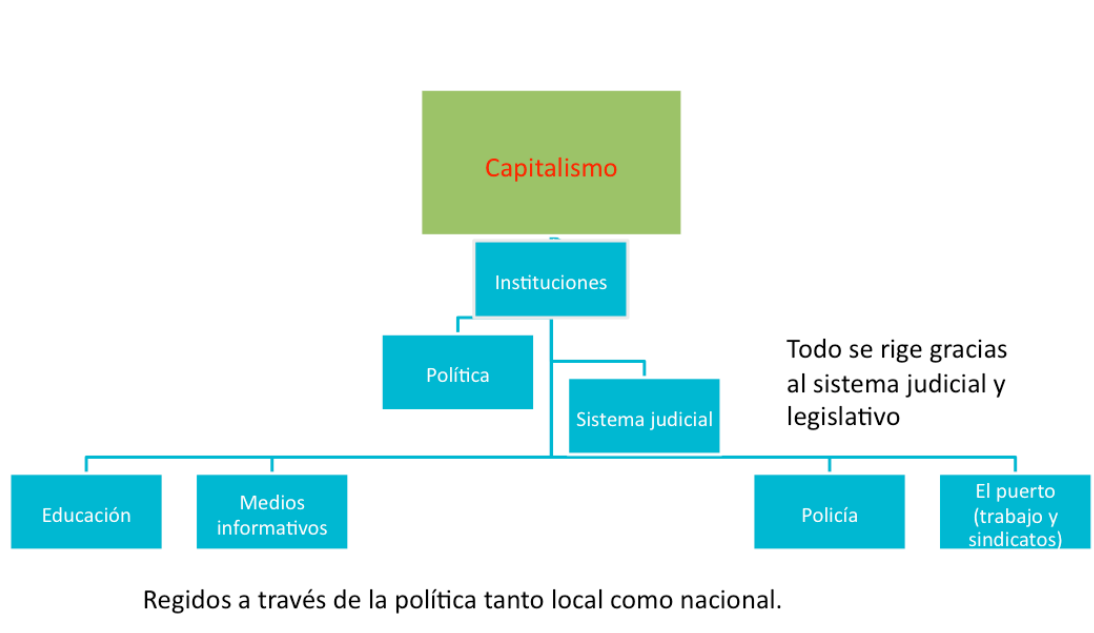 Capitalismo
Instituciones
Política
Sistema judicial
Todo se rige gracias
al sistema judicial y
legislativo
Educación
Medios
informativos
Policía
El puerto
(trabajo y
sindicatos)
Regidos a través de la política tanto local como nacional.